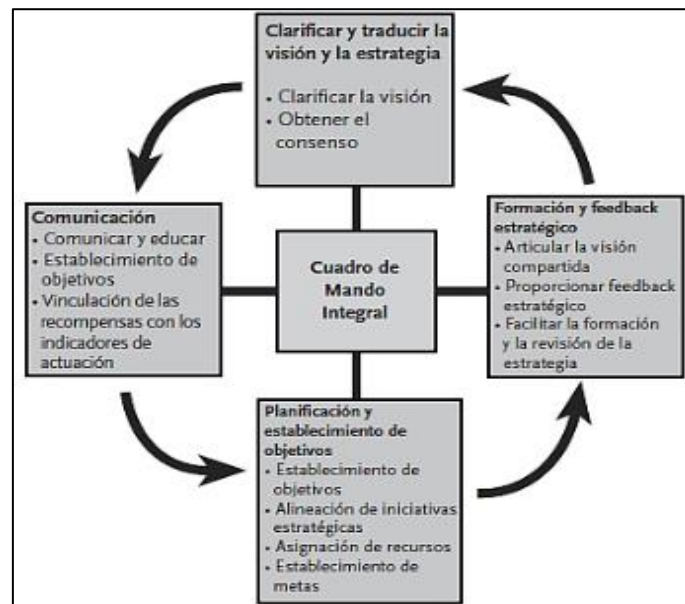 Clarificar y traducir la
visión y la estrategia
• Clarificar la visión
• Obtener el
consenso
Comunicación
• Comunicar y educar
• Establecimiento de
objetivos
• Vinculación de las
recompensas con los
indicadores de
actuación
Cuadro de
Mando
Integral
Formación y feedback
estratégico
• Articular la visión
compartida
• Proporcionar feedback
estratégico
• Facilitar la formación
y la revisión de la
estrategia
Planificación y
establecimiento de
objetivos
• Establecimiento de
objetivos
• Alineación de iniciativas
estratégicas
• Asignación de recursos
• Establecimiento de
metas